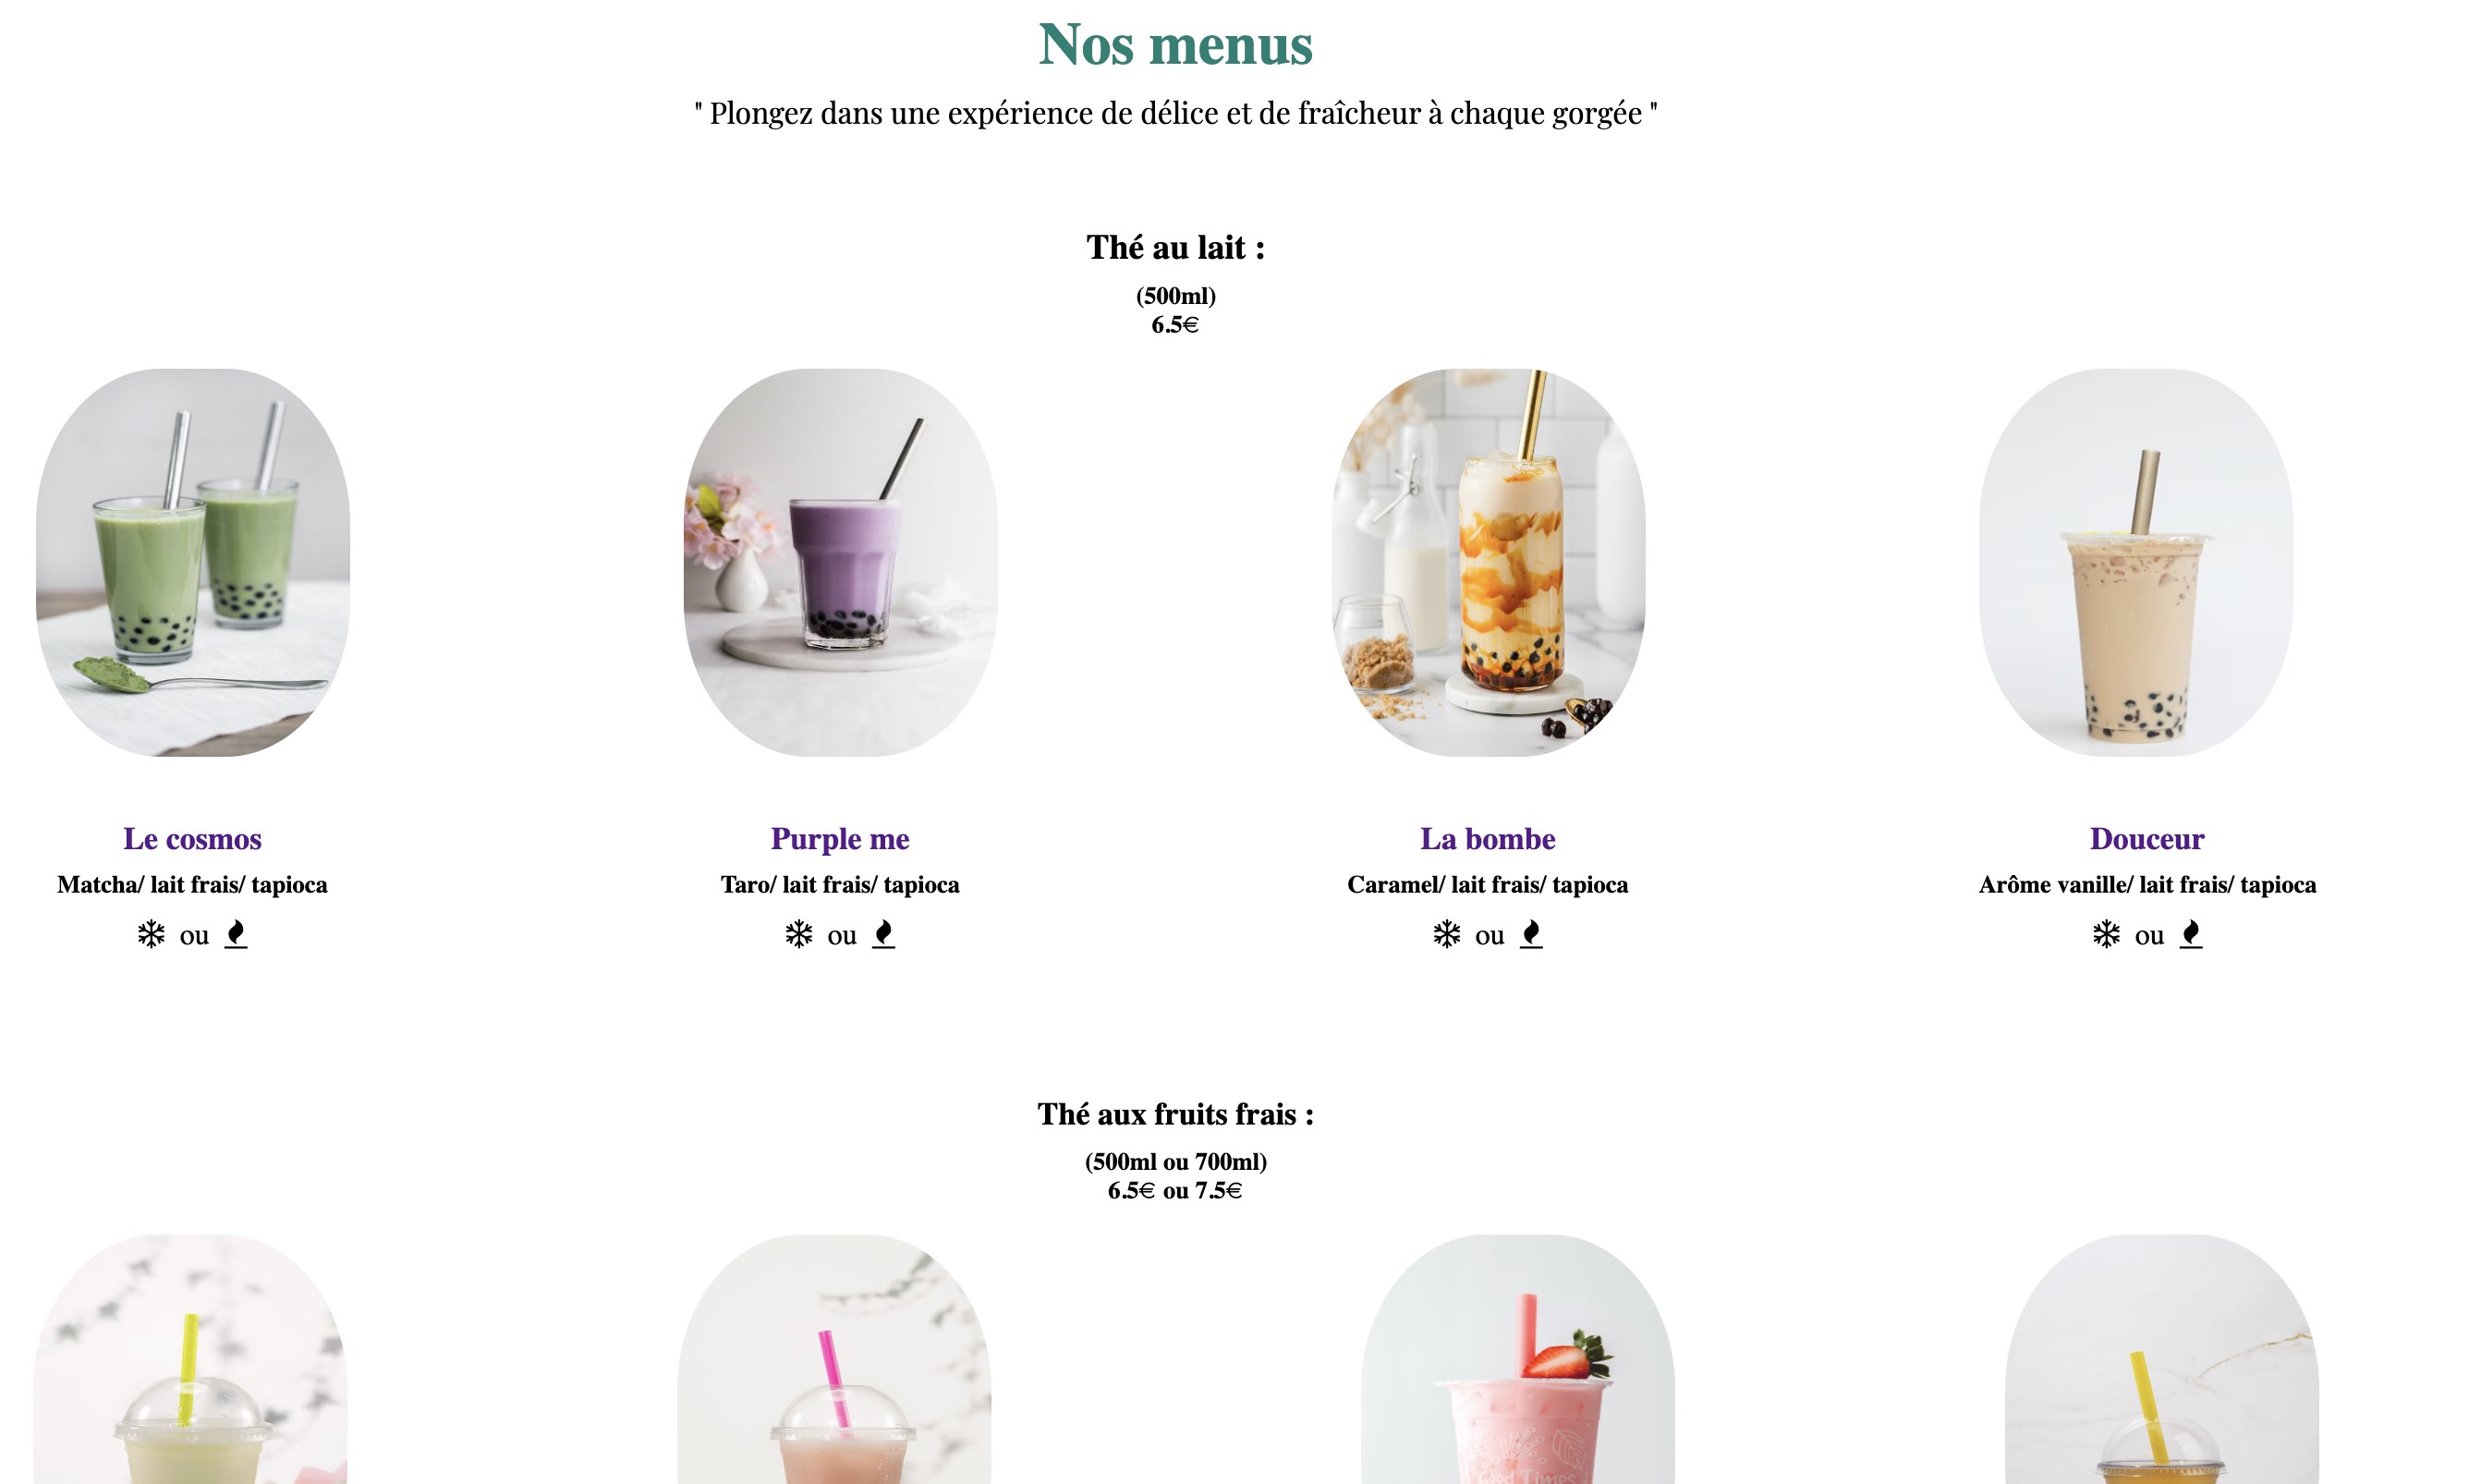 Nos menus
" Plongez dans une expérience de délice et de fraîcheur à chaque gorgée "
Thé au lait :
(500ml)
6.5€
Le cosmos
Matcha/ lait frais/ tapioca
ou
Purple me
Taro/ lait frais/ tapioca
ou
La bombe
Caramel/ lait frais/ tapioca
ou
Douceur
Arôme vanille/ lait frais/ tapioca
ou
Thé aux fruits frais :
(500ml ou 700ml)
6.5€ ou 7.5€
Good Times